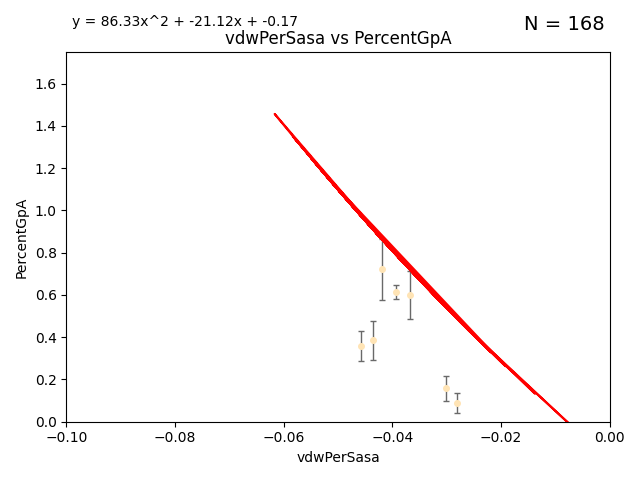 y = 86.33x^2 + -21.12x + -0.17
N = 168
vdwPerSasa vs PercentGpA
1.6
1.4
1.2
1.0
0.8
0.6
0.4
0.2
0.0
PercentGpA
−0.10 −0.08 −0.06 −0.04 −0.02 0.00
vdwPerSasa